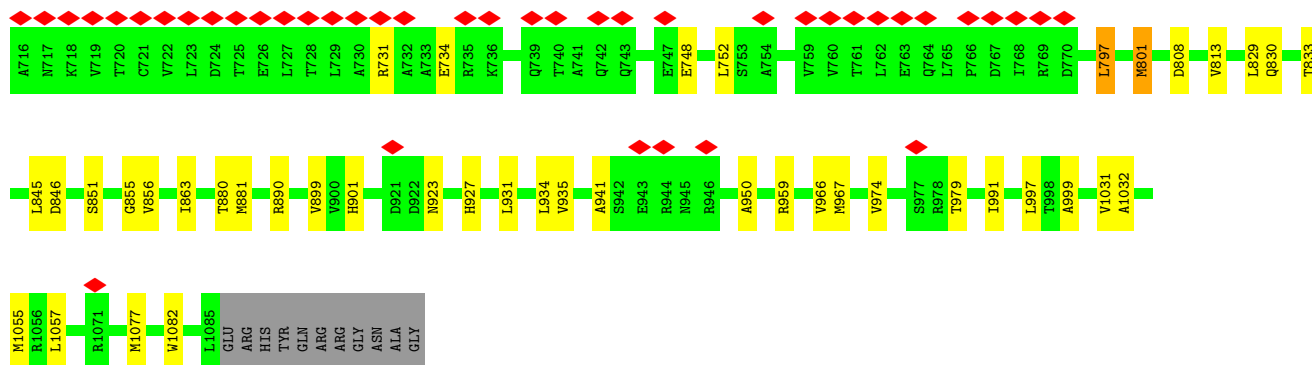 A716 N717 K718 V719 T720 C721 V722 L723 D724 T725 E726 L727 T728 L729 A730 R731 A732 A733 E734 R735 K736 Q739 T740 A741 Q742 Q743 E747 E748 L752 S753 A754 V759 V760 T761 L762 E763 Q764 L765 P766 D767 I768 R769 D770 L797 M801 D808 V813 L829 Q830 T833
L845 D846 S851 G855 V856 I863 T880 M881 R890 V899 V900 H901 D921 D922 N923 H927 L931 L934 V935 A941 S942 E943 R944 N945 R946 A950 R959 V966 M967 V974 S977 R978 T979 I991 L997 T998 A999 V1031 A1032
M1055 R1056 L1057 R1071 M1077 W1082 L1085 GLU ARG HIS TYR GLN ARG ARG GLY ASN ALA GLY